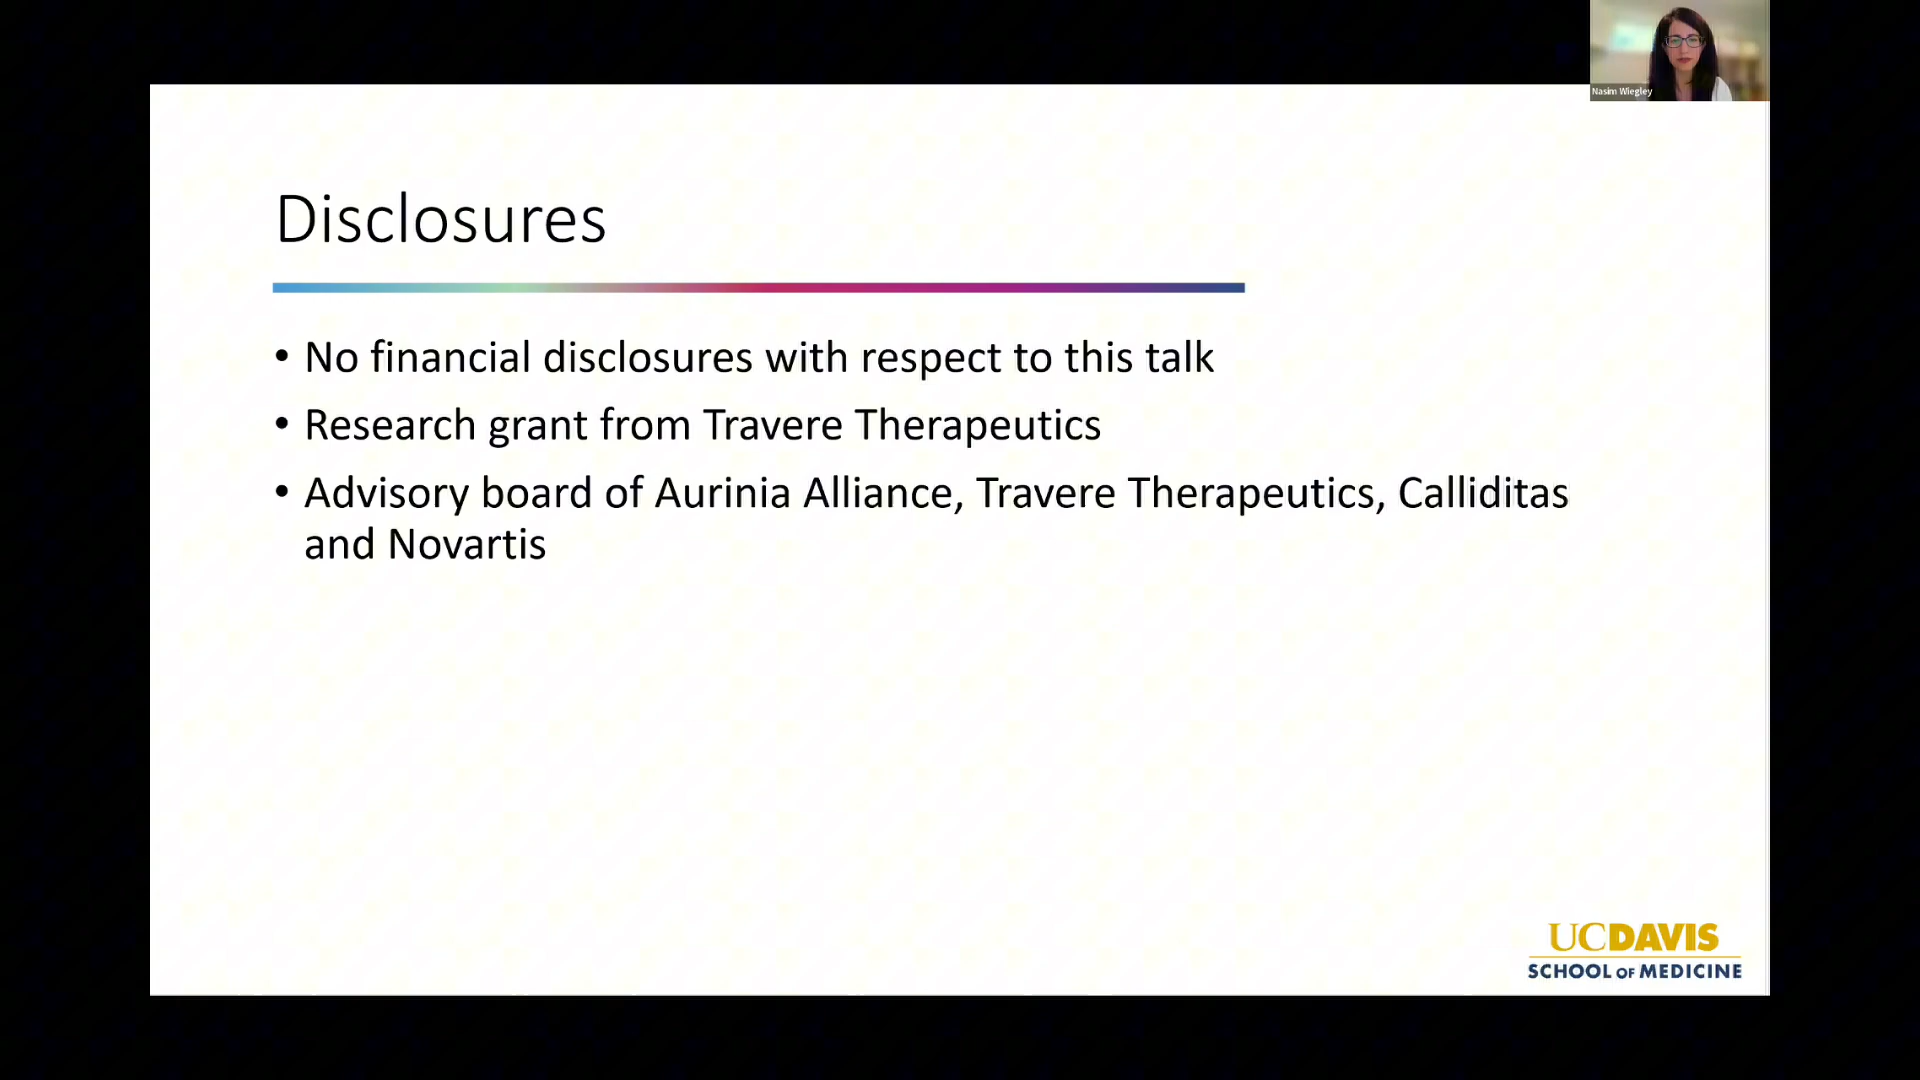 Nasim Wiegley
Disclosures
• No financial disclosures with respect to this talk
• Research grant from Travere Therapeutics
• Advisory board of Aurinia Alliance, Travere Therapeutics, Calliditas
and Novartis
UCDAVIS
SCHOOL OF MEDICINE